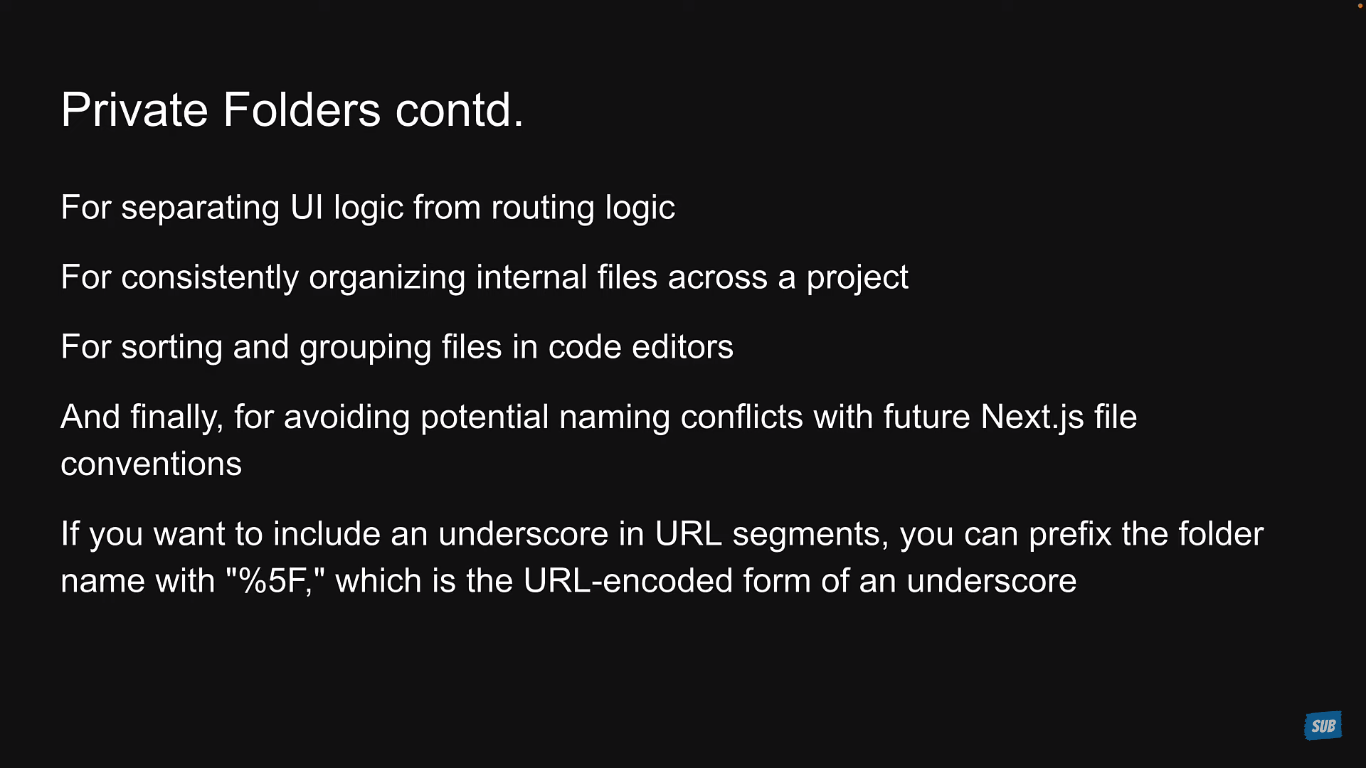 Private Folders contd.
For separating UI logic from routing logic
For consistently organizing internal files across a project
For sorting and grouping files in code editors
And finally, for avoiding potential naming conflicts with future Next.js file
conventions
If you want to include an underscore in URL segments, you can prefix the folder
name with "%5F," which is the URL-encoded form of an underscore
SUB